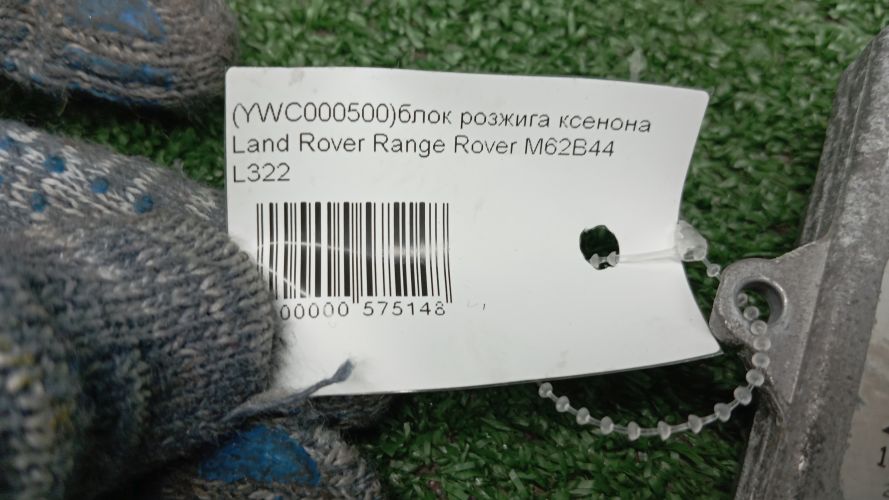 (YWC000500)блок розжига ксенона
Land Rover Range Rover M62B44
L322
00000 575148